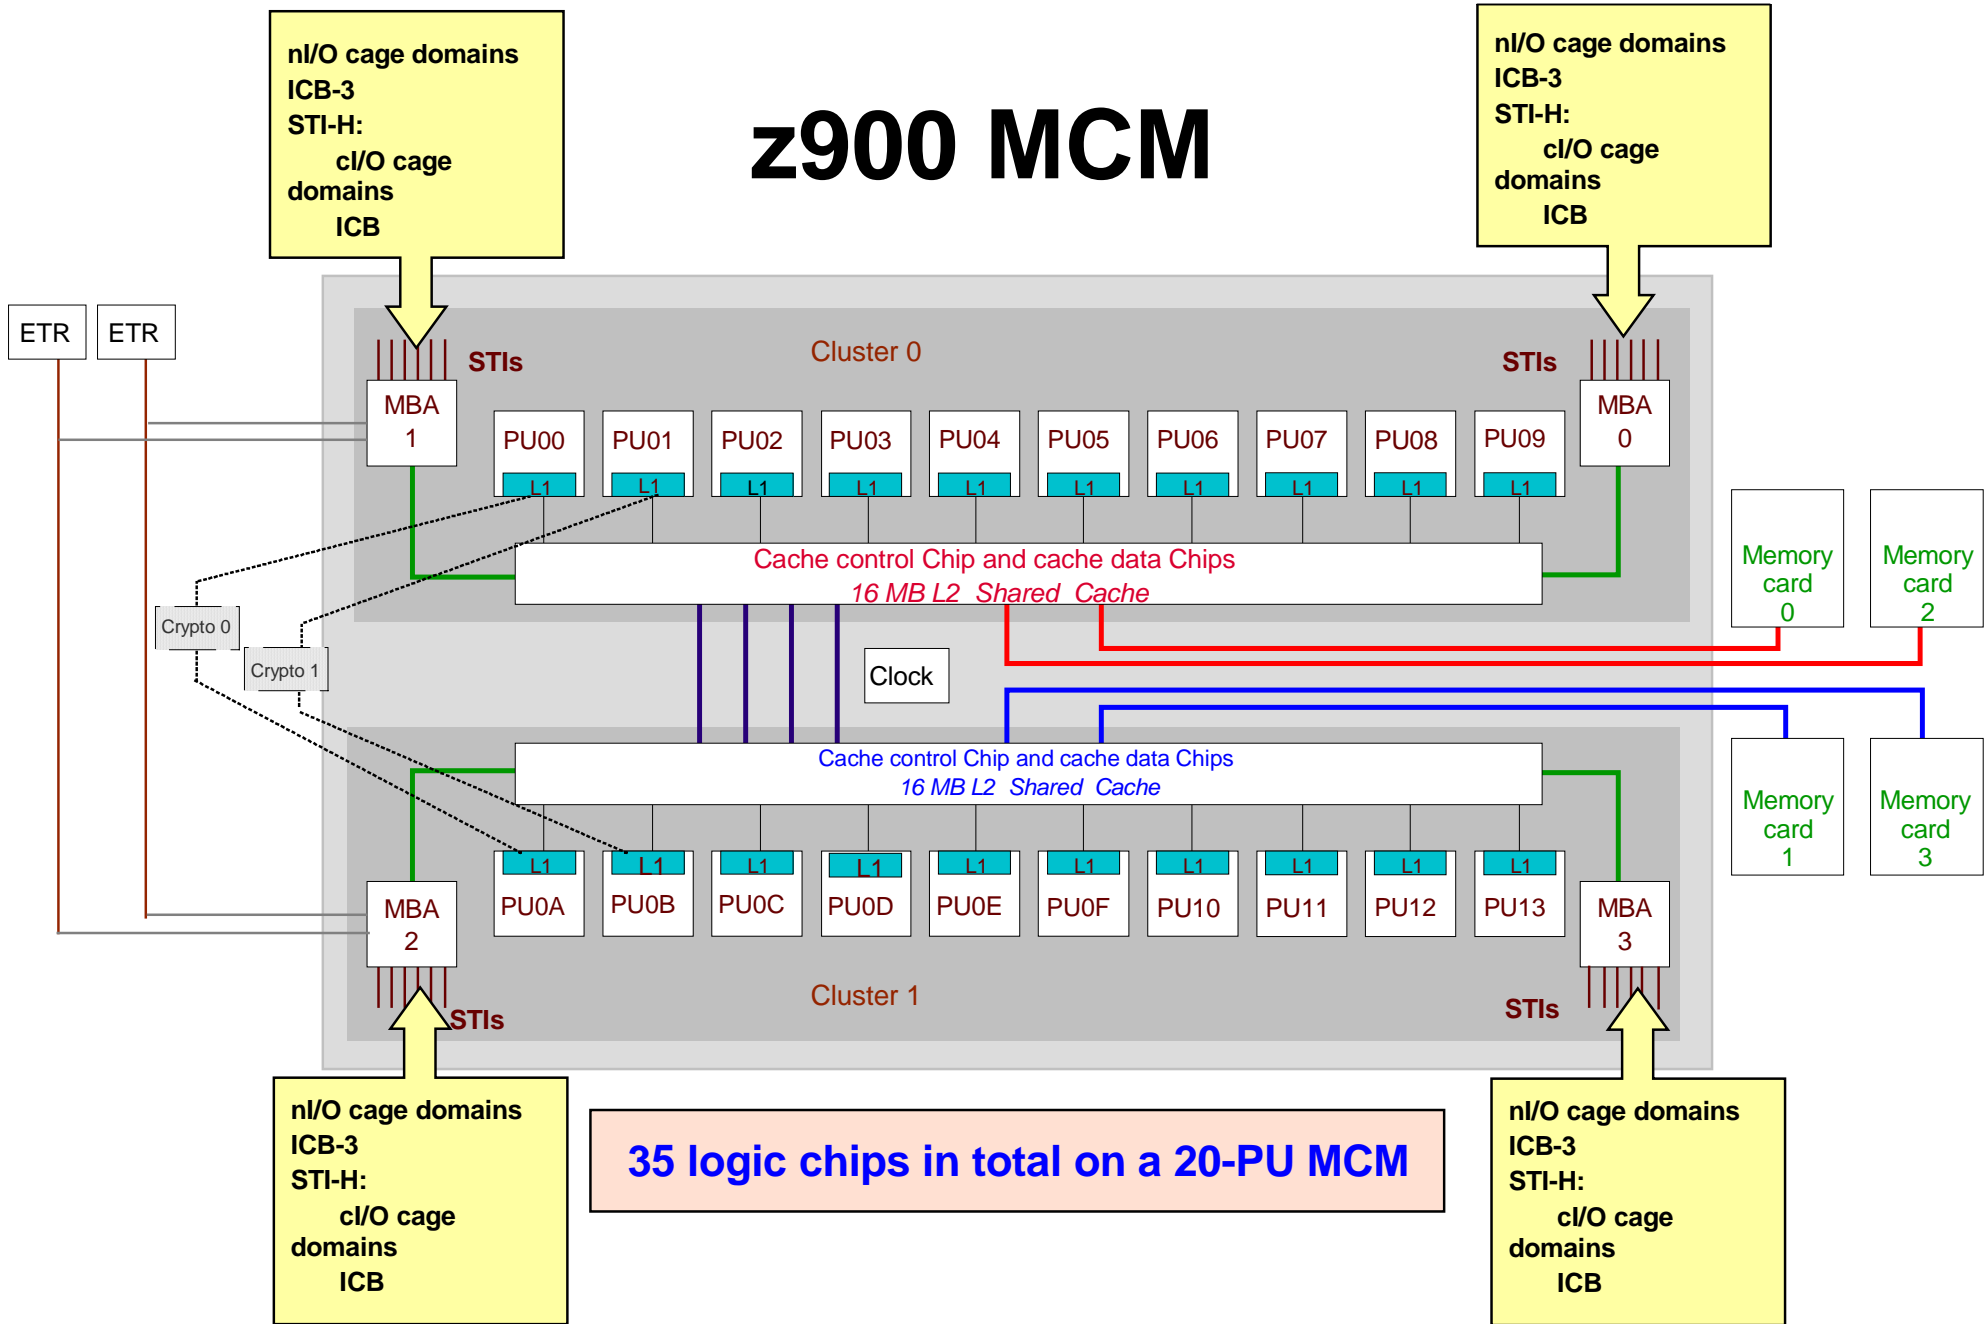 nI/O cage domains
ICB-3
STI-H:
cI/O cage
domains
ICB
z900 MCM
nI/O cage domains
ICB-3
STI-H:
cI/O cage
domains
ICB
ETR
ETR
STIs
Cluster 0
STIs
MBA
1
PU00
L1
PU01
L1
PU02
L1
PU03
L1
PU04
L1
PU05
L1
PU06
L1
PU07
L1
PU08
L1
PU09
L1
MBA
0
Cache control Chip and cache data Chips
16 MB L2 Shared Cache
Memory
card
0
Memory
card
2
Crypto 0
Crypto 1
Clock
Cache control Chip and cache data Chips
16 MB L2 Shared Cache
Memory
card
1
Memory
card
3
MBA
2
L1
PU0A
L1
PU0B
L1
PU0C
L1
PU0D
L1
PU0E
L1
PU0F
L1
PU10
L1
PU11
L1
PU12
L1
PU13
MBA
3
STIs
Cluster 1
STIs
nI/O cage domains
ICB-3
STI-H:
cI/O cage
domains
ICB
35 logic chips in total on a 20-PU MCM
nI/O cage domains
ICB-3
STI-H:
cI/O cage
domains
ICB